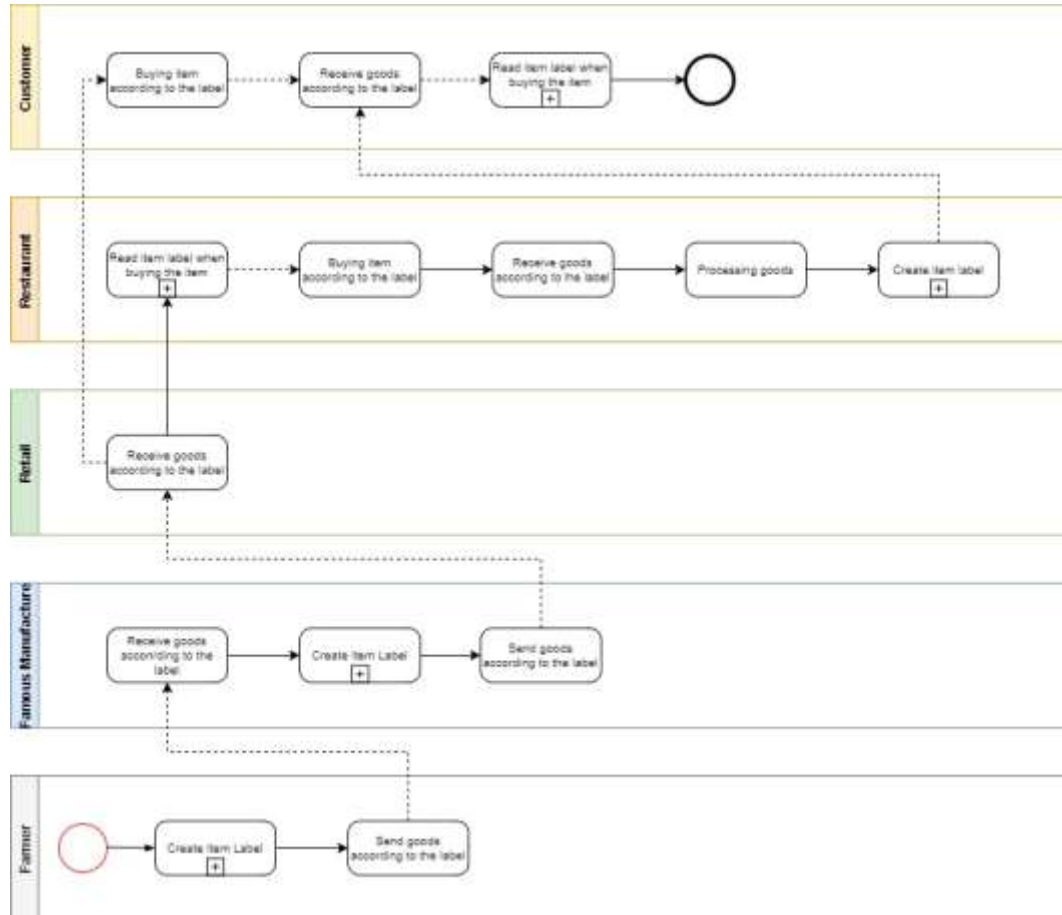 Customer
Buying item
according to the label
Receive goods
according to the label
Read item label when
buying the item
Restaurant
Read item label when
buying the item
Buying item
according to the label
Receive goods
according to the label
Processing goods
Create item label
Retail
Receive goods
according to the label
Famous Manufacture
Receive goods
accon/ding to the
label
Create Item Label
Send goods
according to the label
Farmer
Create Item Label
Send goods
according to the label